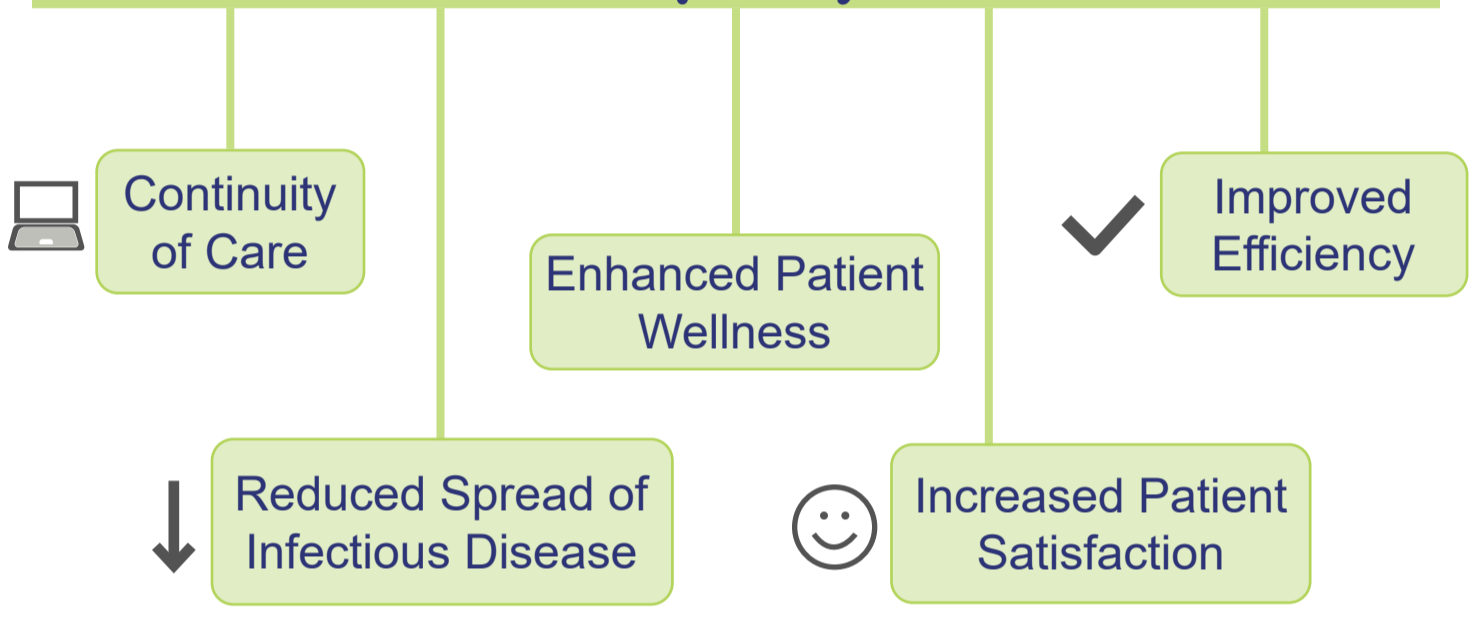 Continuity
of Care
Improved
Efficiency
Enhanced Patient
Wellness
Reduced Spread of
Infectious Disease
Increased Patient
Satisfaction